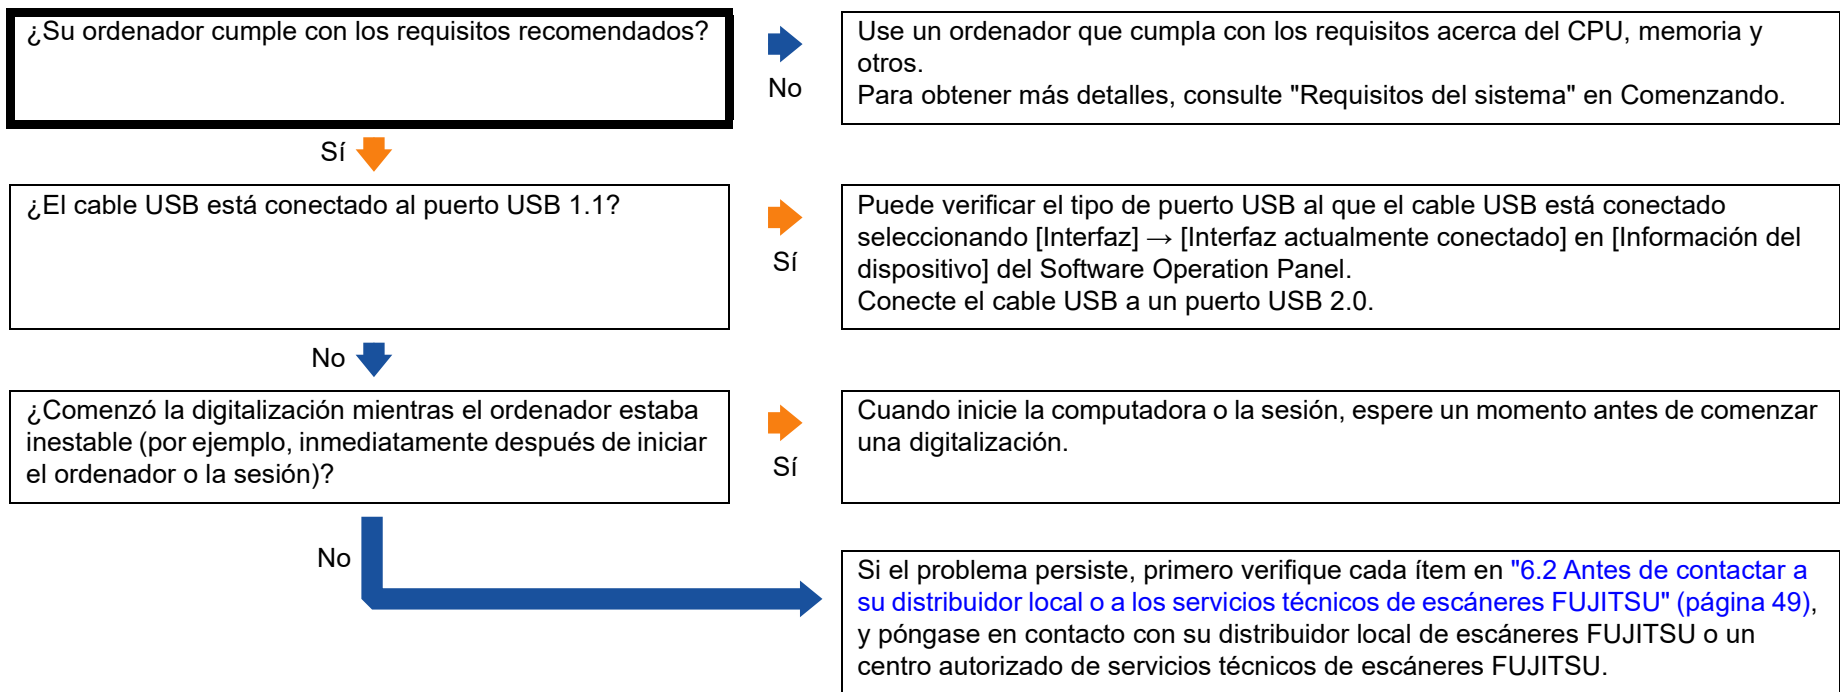 ¿Su ordenador cumple con los requisitos recomendados?
No
Use un ordenador que cumpla con los requisitos acerca del CPU, memoria y
otros.
Para obtener más detalles, consulte "Requisitos del sistema" en Comenzando.
Sí
¿El cable USB está conectado al puerto USB 1.1?
Sí
Puede verificar el tipo de puerto USB al que el cable USB está conectado
seleccionando [Interfaz] → [Interfaz actualmente conectado] en [Información del
dispositivo] del Software Operation Panel.
Conecte el cable USB a un puerto USB 2.0.
No
¿Comenzó la digitalización mientras el ordenador estaba
inestable (por ejemplo, inmediatamente después de iniciar
el ordenador o la sesión)?
Sí
Cuando inicie la computadora o la sesión, espere un momento antes de comenzar
una digitalización.
No
Si el problema persiste, primero verifique cada ítem en "6.2 Antes de contactar a
su distribuidor local o a los servicios técnicos de escáneres FUJITSU" (página 49),
y póngase en contacto con su distribuidor local de escáneres FUJITSU o un
centro autorizado de servicios técnicos de escáneres FUJITSU.